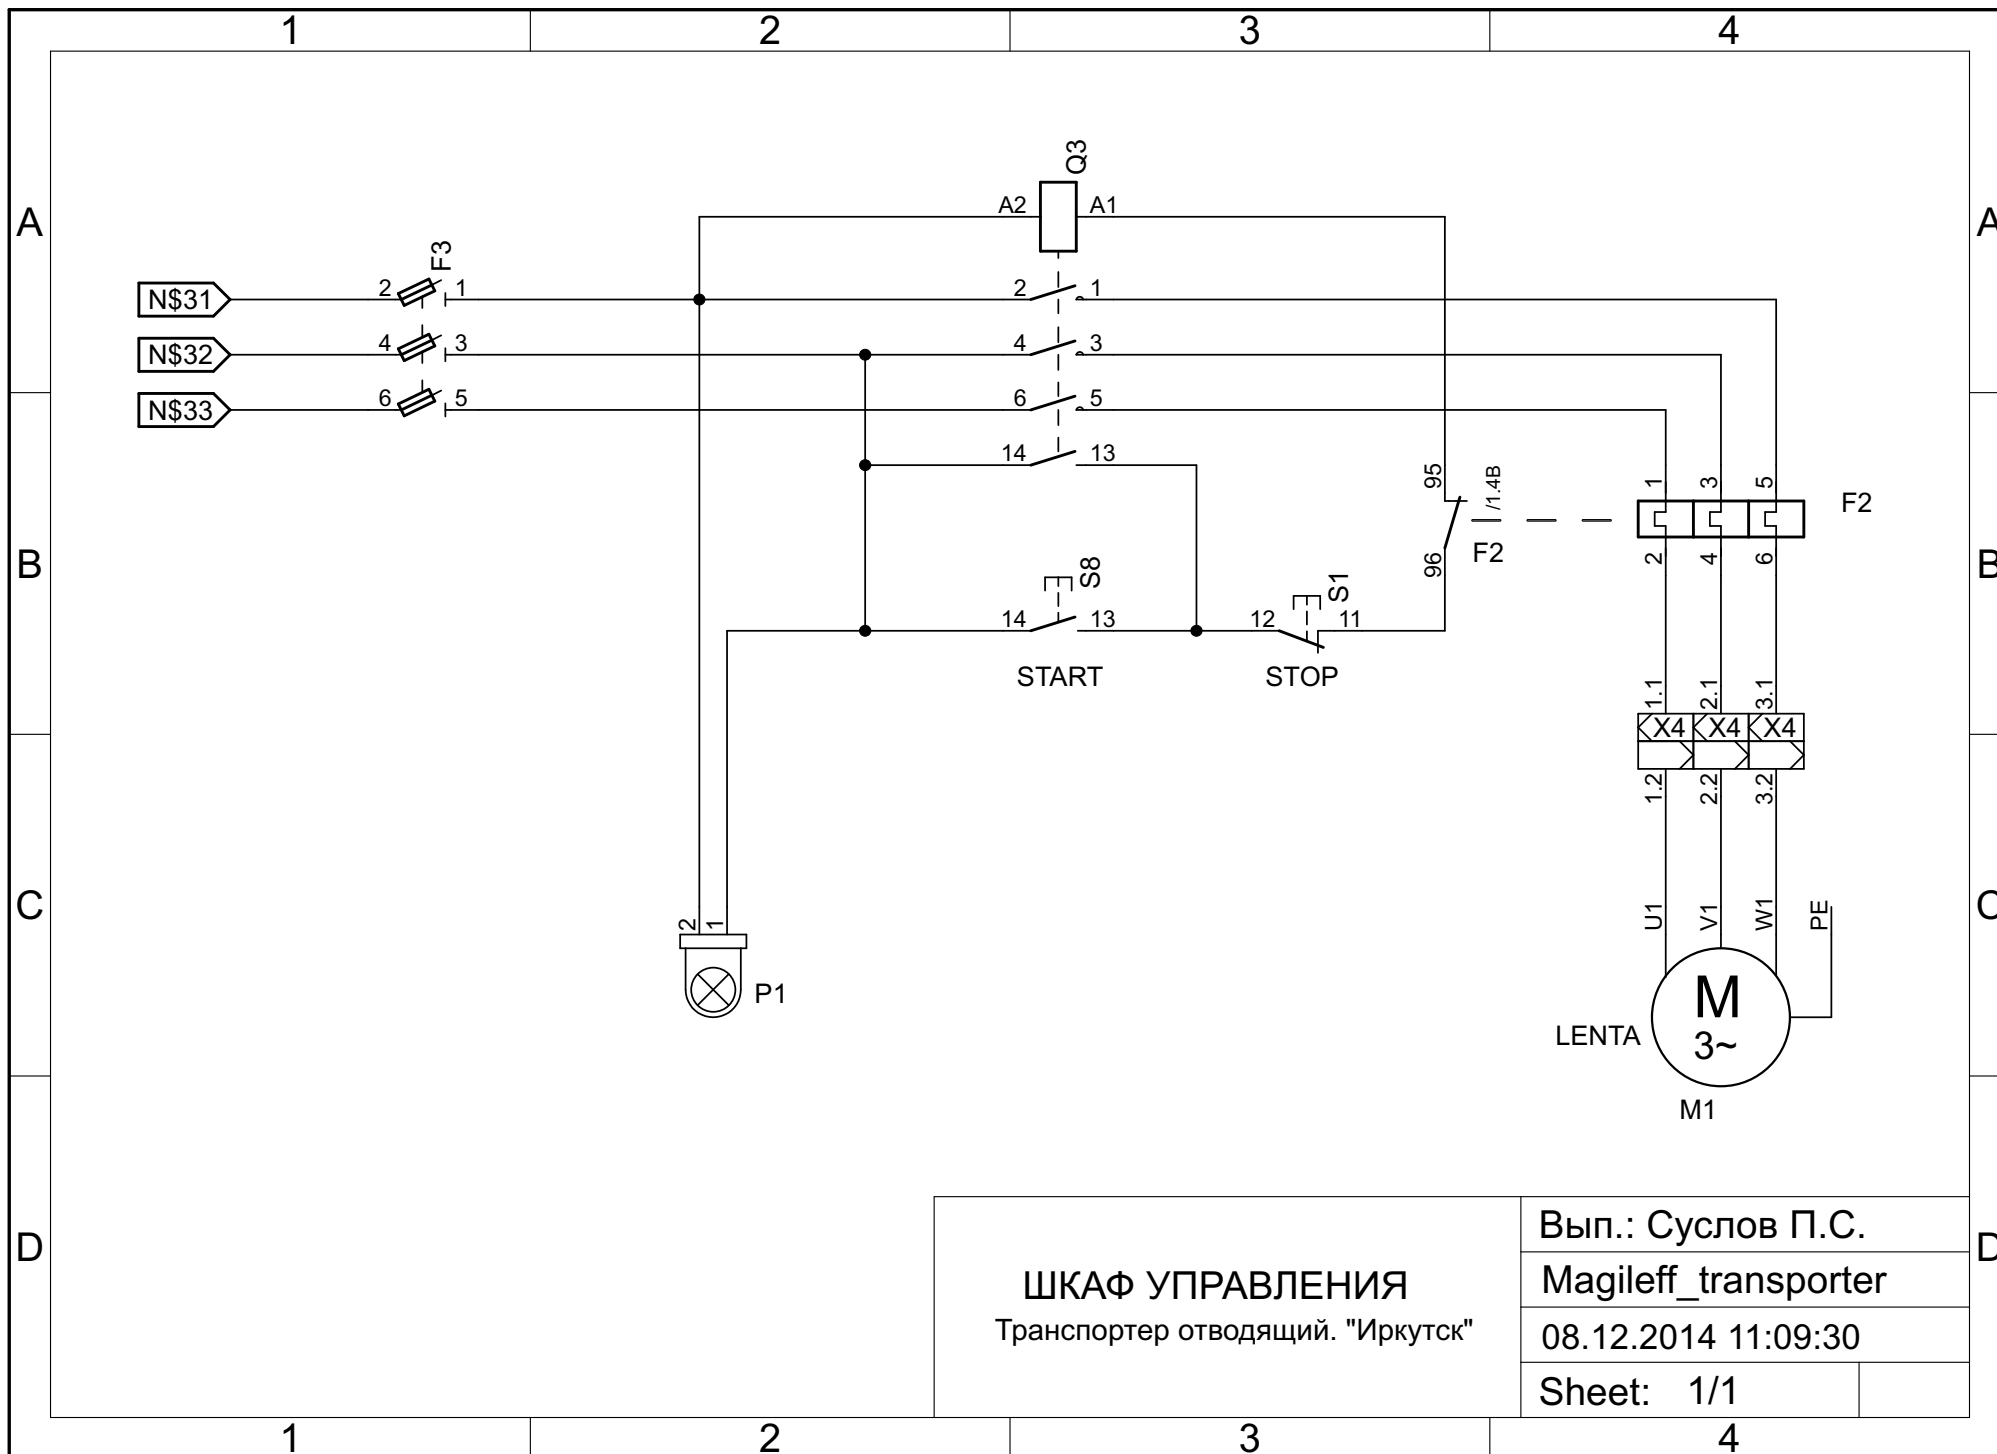 1 2 3 4
Q3
A A2 A1 A
F3
N$31 2 1 2 1
N$32 4 3 4 3
N$33 6 5 6 5
14 13 95 /1.4B 1 3 5
F2
B 96 F2 2 4 6 B
S8 S1
14 13 12 11
START STOP
1.1 2.1 3.1
X4 X4 X4
1.2 2.2 3.2
C 2 1 U1 V1 W1 PE C
P1
M
3~
LENTA
M1
D D
ШКАФ УПРАВЛЕНИЯ
Транспортер отводящий. "Иркутск"
Вып.: Суслов П.С.
Magileff_transporter
08.12.2014 11:09:30
Sheet: 1/1
1 2 3 4